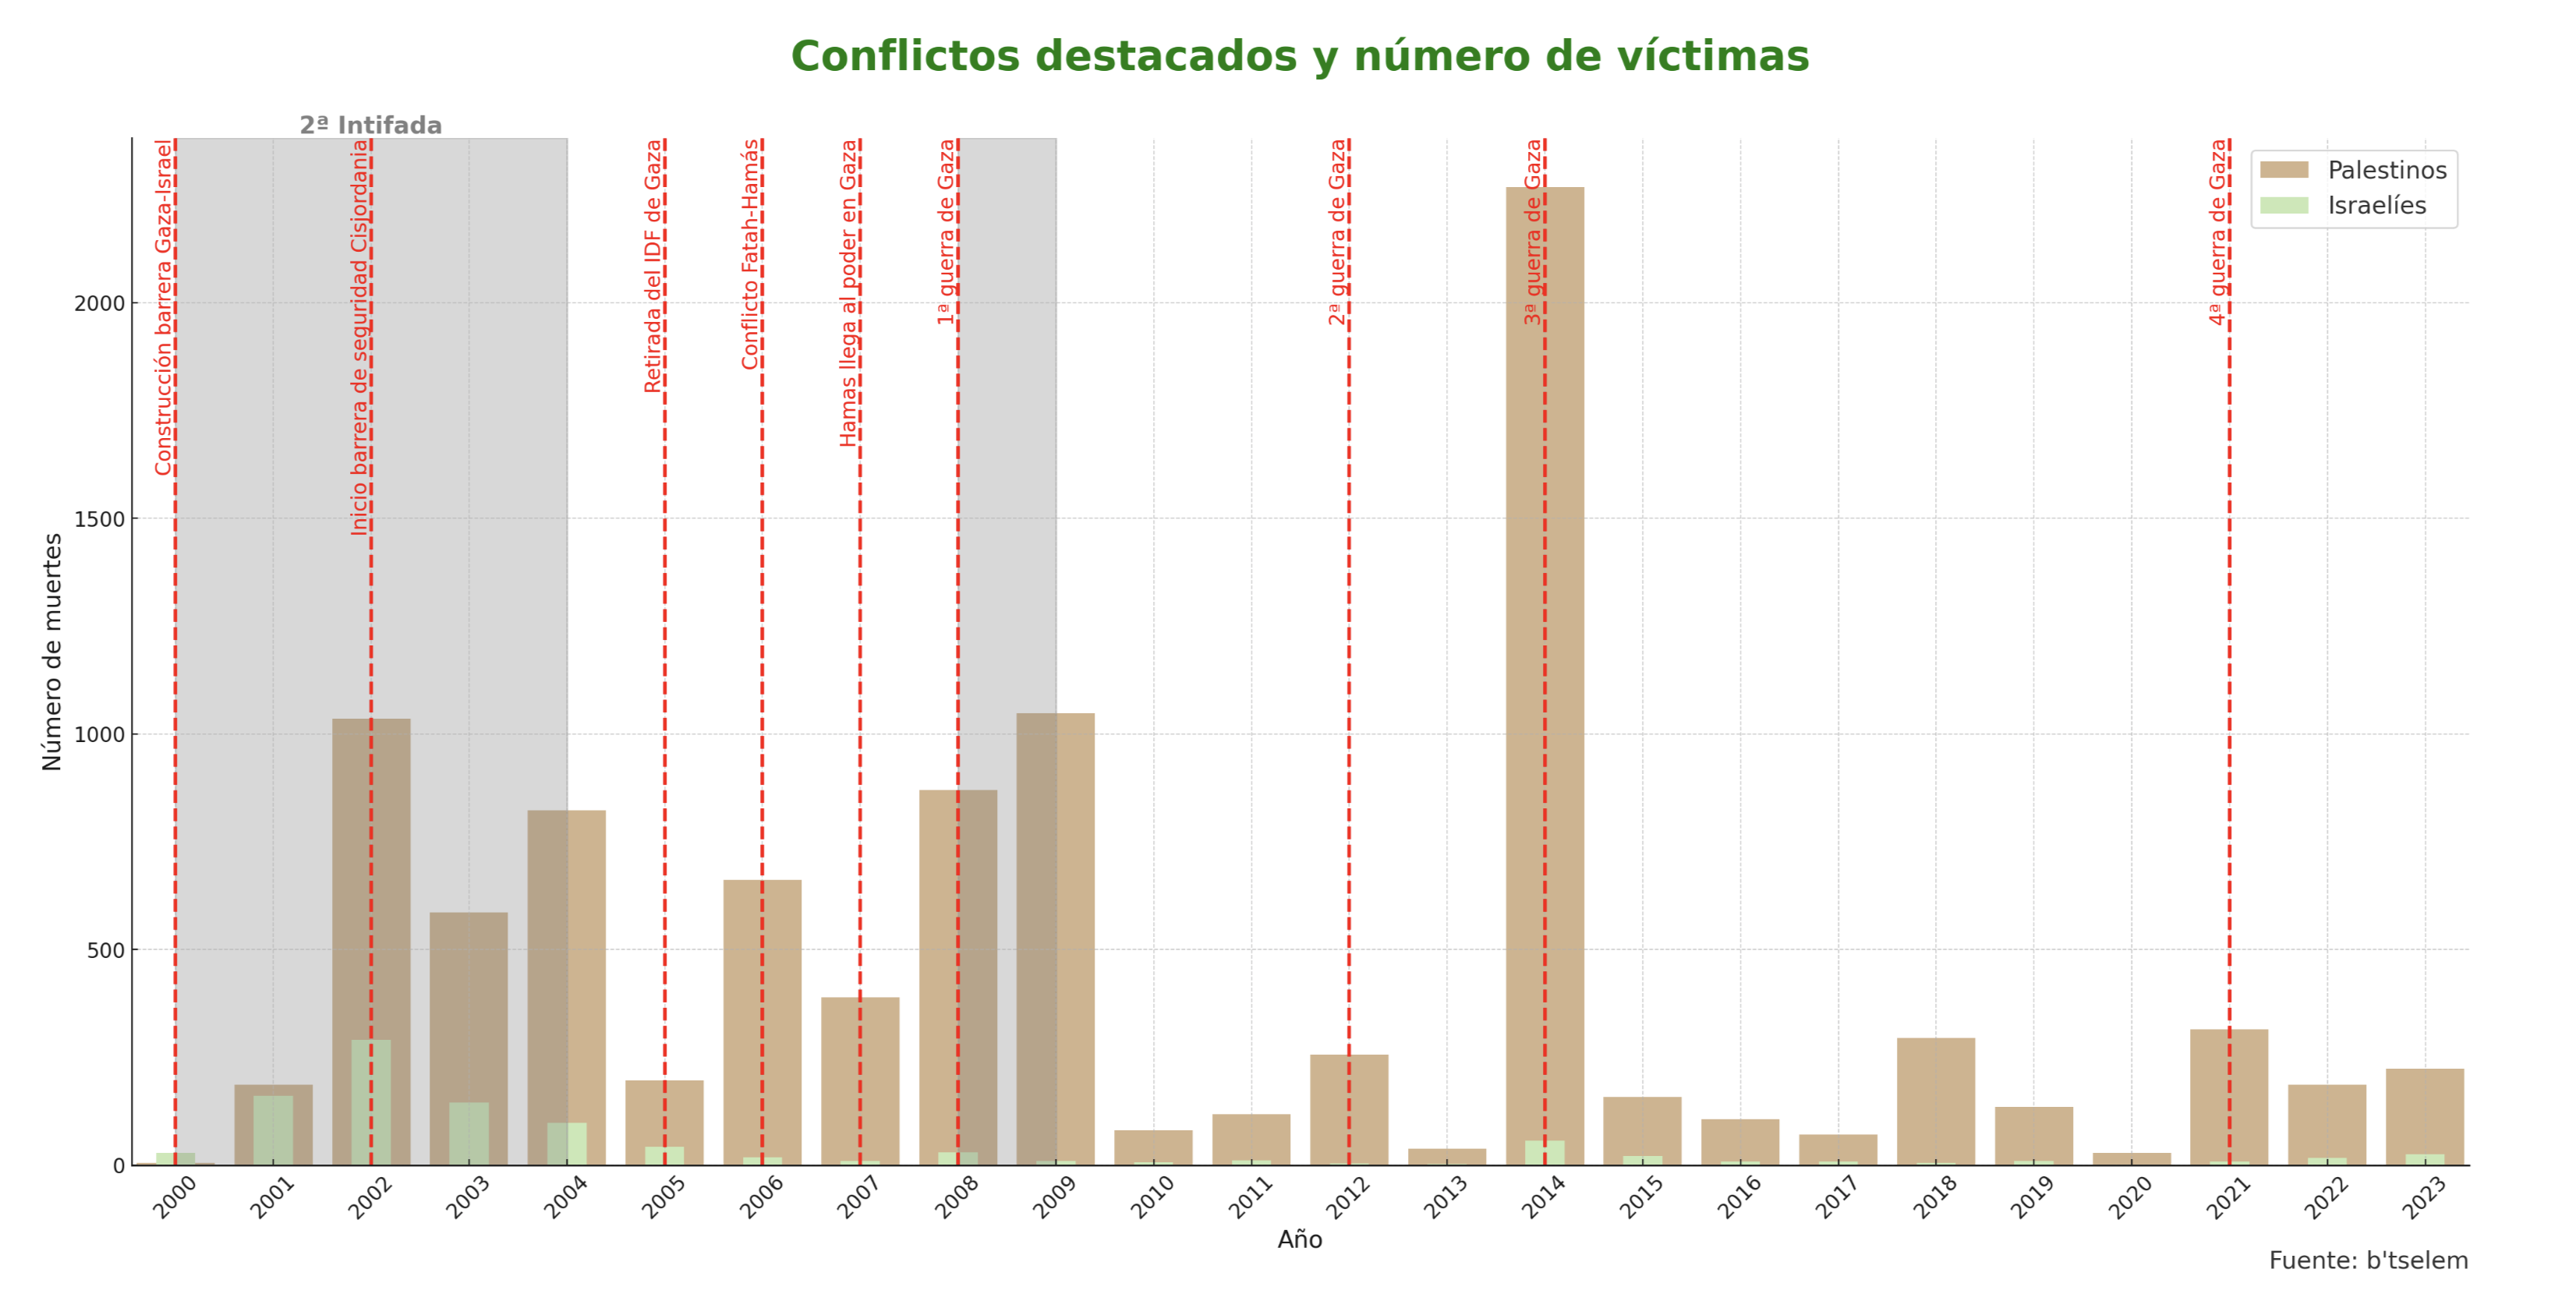 Conflictos destacados y número de víctimas
2ª Intifada
Construcción barrera Gaza-Israel
Inicio barrera de seguridad Cisjordania
Retirada del IDF de Gaza
Conflicto Fatah-Hamás
Hamas llega al poder en Gaza
1ª guerra de Gaza
2ª guerra de Gaza
3ª guerra de Gaza
4ª guerra de Gaza
Palestinos
Israelíes
Número de muertes
2000
1500
1000
500
0
2000
2001
2002
2003
2004
2005
2006
2007
2008
2009
2010
2011
2012
2013
2014
2015
2016
2017
2018
2019
2020
2021
2022
2023
Año
Fuente: b'tselem